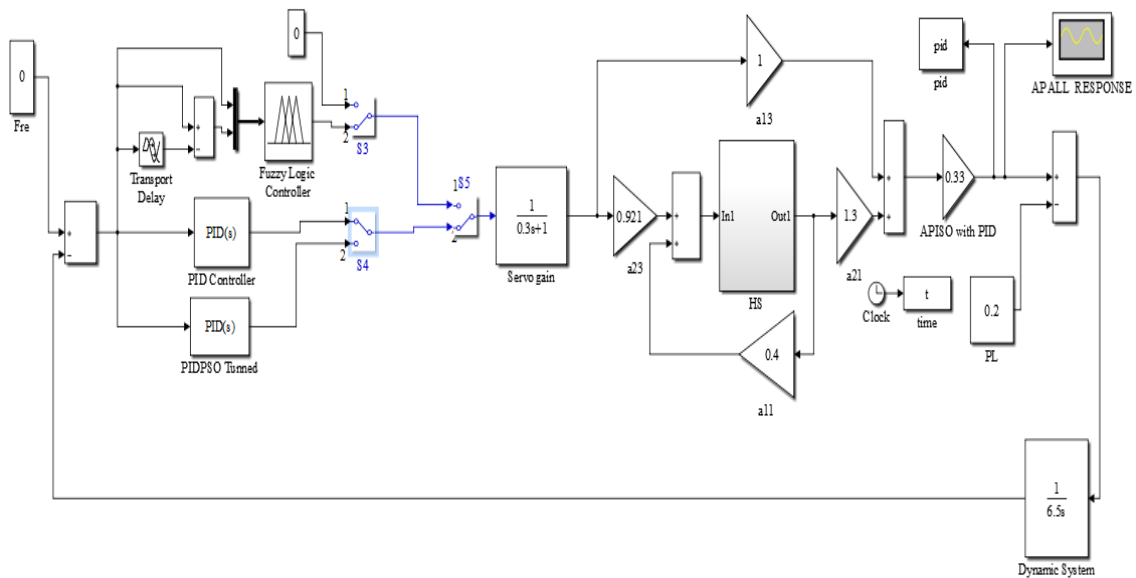 0
Fre
0
1
2
S3
Fuzzy Logic
Controller
Transport
Delay
+
−
+
−
PID(s)
PID Controller
PID(s)
PIDPSO Tunned
1
2
S4
1
S5
2
1
0.3s+1
Servo gain
0.921
a23
+
+
In1
Out1
HS
0.4
a11
1
a13
1.3
a21
+
+
0.33
APISO with PID
pid
pid
APALL RESPONSE
Clock
t
time
0.2
PL
+
−
1
6.5s
Dynamic System